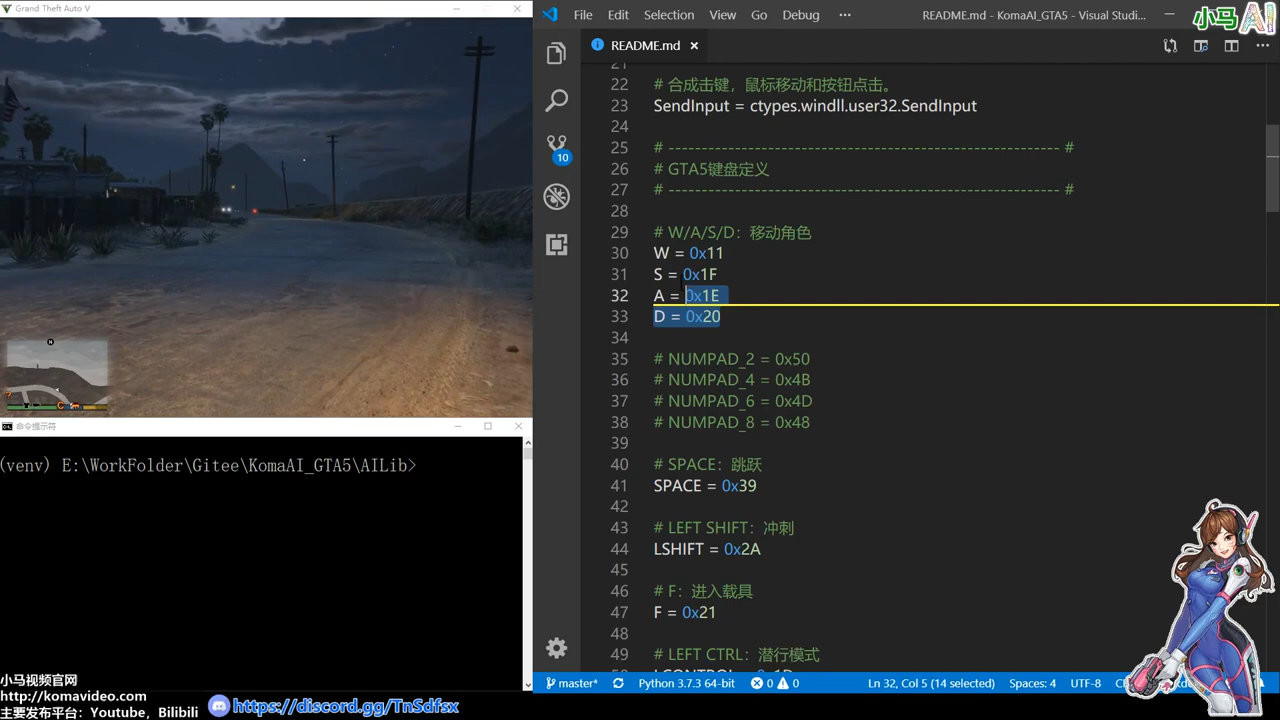 Grand Theft Auto V
File Edit Selection View Go Debug ··· README.md - KomaAI_GTA5 - Visual Studi...
小马AI
README.md
21
22 # 合成击键，鼠标移动和按钮点击。
23 SendInput = ctypes.windll.user32.SendInput
24
25 # ----------------------------------------------------------- #
26 # GTA5键盘定义
27 # ----------------------------------------------------------- #
28
29 # W/A/S/D：移动角色
30 W = 0x11
31 S = 0x1F
32 A = 0x1E
33 D = 0x20
34
35 # NUMPAD_2 = 0x50
36 # NUMPAD_4 = 0x4B
37 # NUMPAD_6 = 0x4D
38 # NUMPAD_8 = 0x48
39
40 # SPACE：跳跃
41 SPACE = 0x39
42
43 # LEFT SHIFT：冲刺
44 LSHIFT = 0x2A
45
46 # F：进入载具
47 F = 0x21
48
49 # LEFT CTRL：潜行模式
10
N
命令提示符
(venv) E:\WorkFolder\Gitee\KomaAI_GTA5\AILib>
小马视频官网
http://komavideo.com
主要发布平台：Youtube，Bilibili
https://discord.gg/TnSdfsx
master* Python 3.7.3 64-bit 0 0 Ln 32, Col 5 (14 selected) Spaces: 4 UTF-8